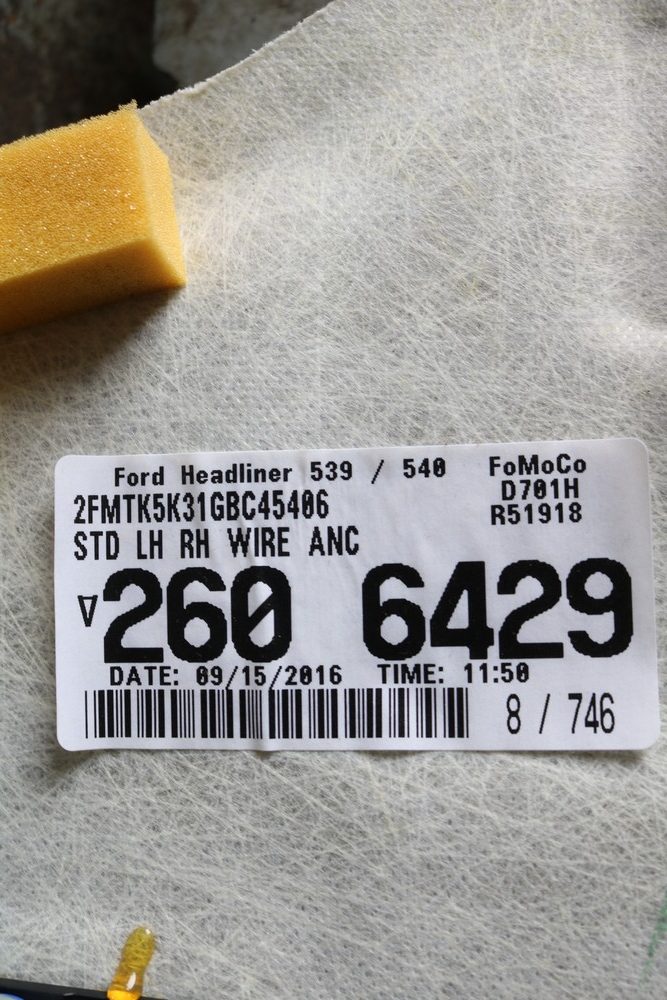 Ford Headliner 539 / 540 FoMoCo
2FMTK5K31GBC45406 D701H
R51918
STD LH RH WIRE ANC
260 6429
DATE: 09/15/2016 TIME: 11:50
8 / 746